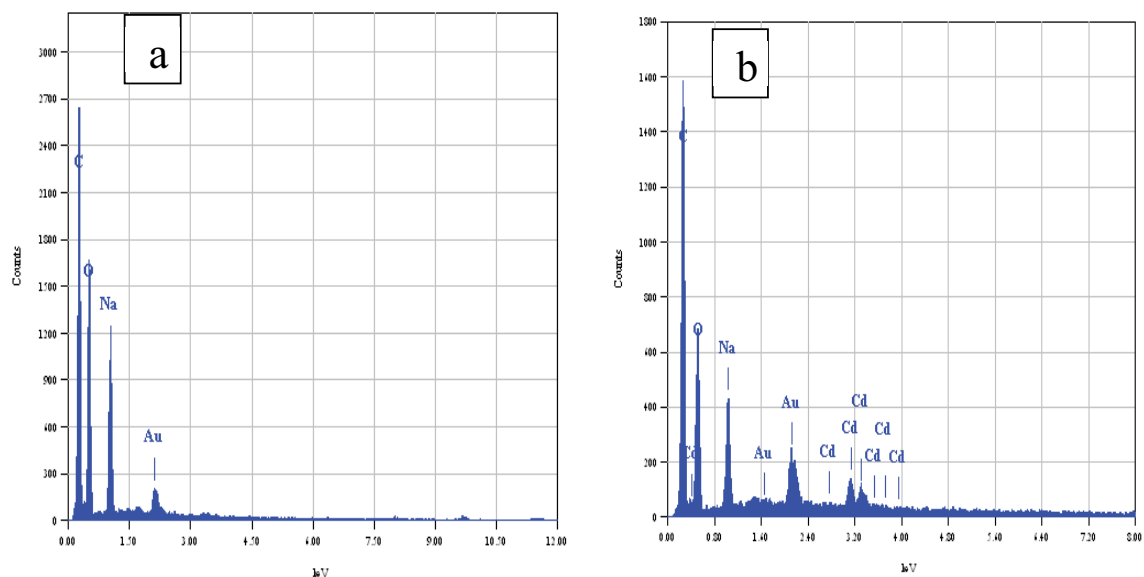 a
Counts
3000
2700
2400
2100
1800
1500
1200
900
600
300
0
C
O
Na
Au
0.00 1.50 3.00 4.50 6.00 7.50 9.00 10.50 12.00
keV
b
Counts
1800
1600
1400
1200
1000
800
600
400
200
0
C
O
Na
Au Cd
Cd Cd
Cd Au Cd Cd Cd
0.00 0.80 1.60 2.40 3.20 4.00 4.80 5.60 6.40 7.20 8.00
keV